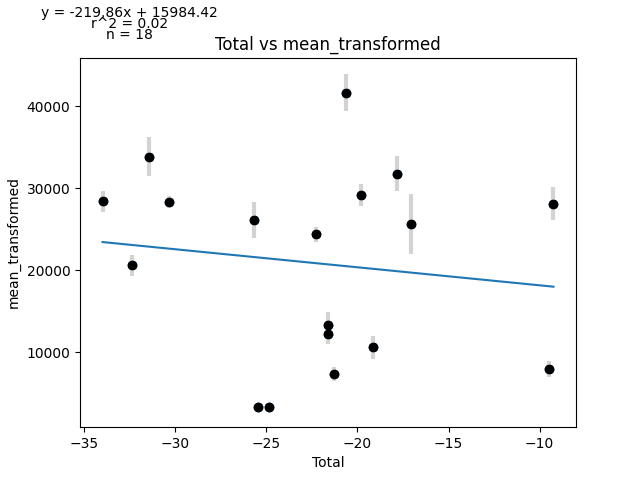 y = -219.86x + 15984.42
r^2 = 0.02
n = 18
Total vs mean_transformed
40000
30000
20000
10000
mean_transformed
−35
−30
−25
−20
−15
−10
Total